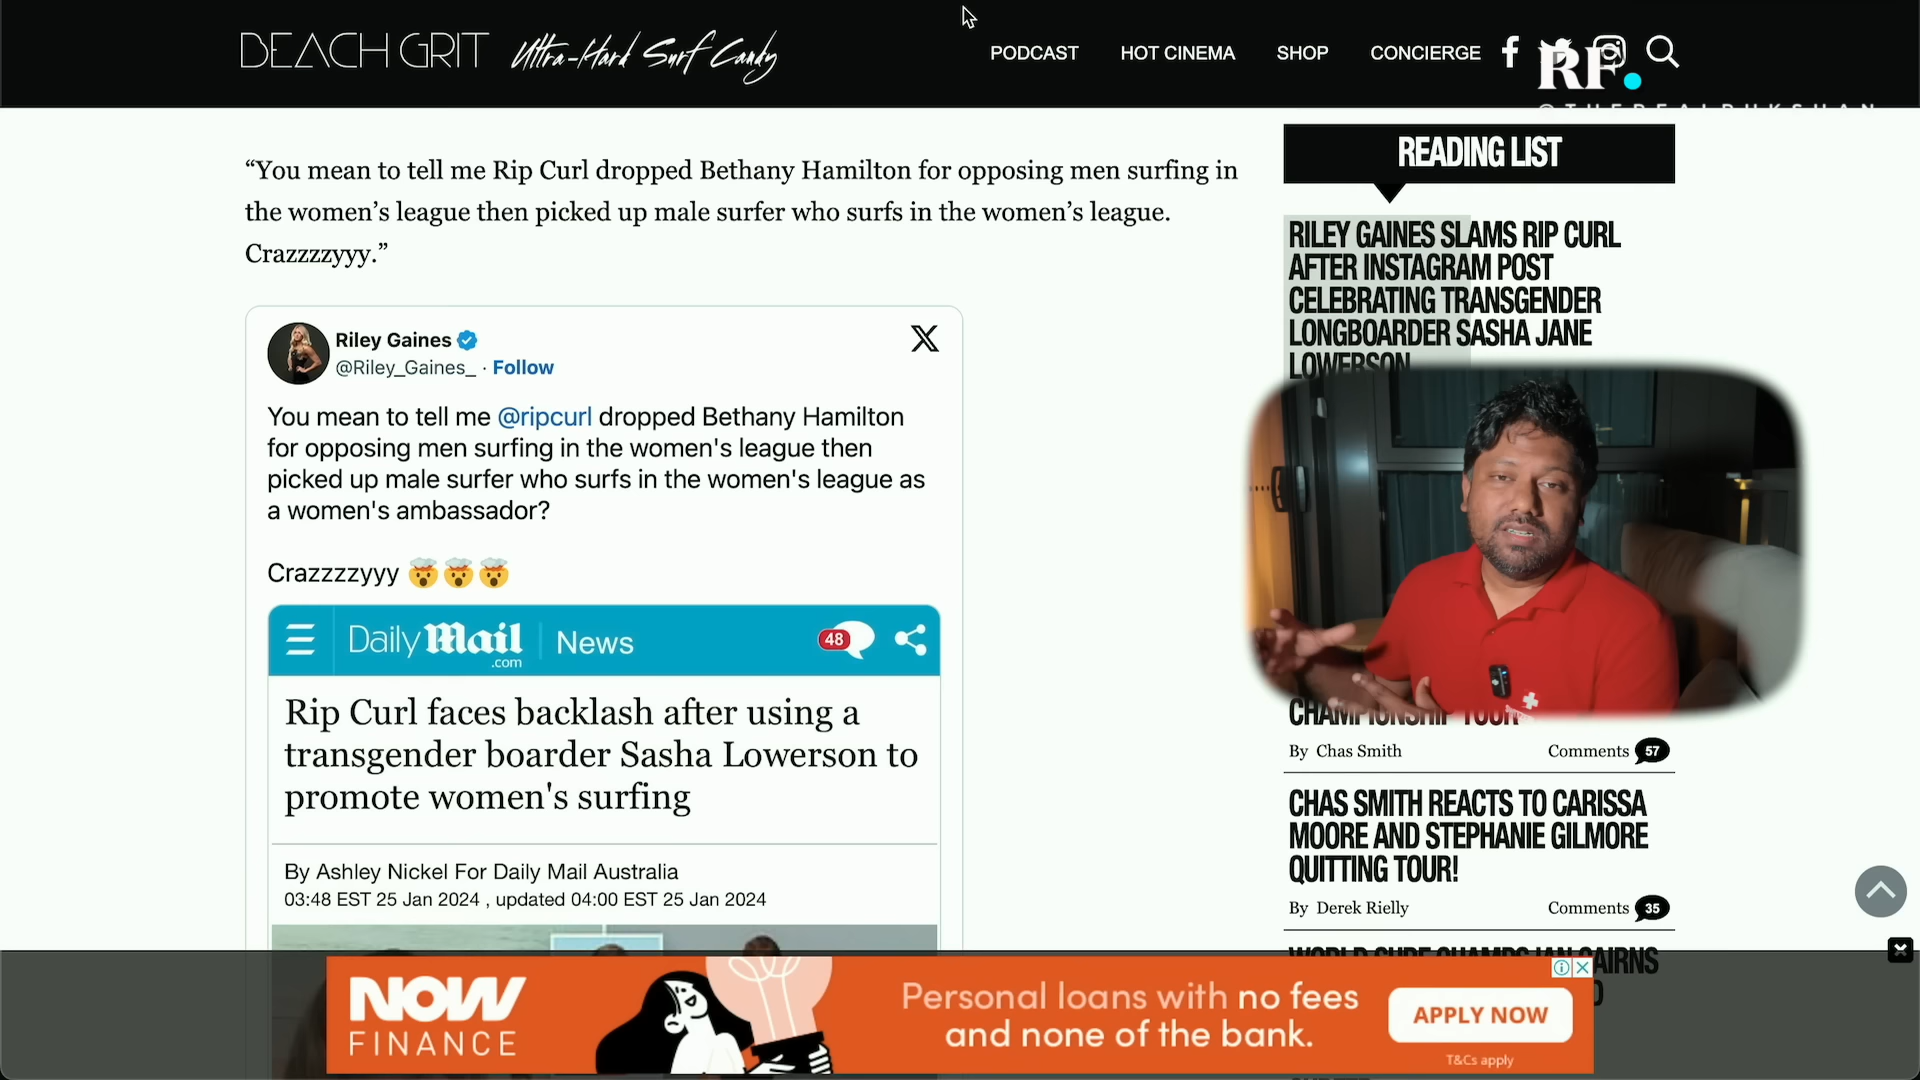 BEACH GRIT Ultra-Hard Surf Candy
PODCAST HOT CINEMA SHOP CONCIERGE
RF.
“You mean to tell me Rip Curl dropped Bethany Hamilton for opposing men surfing in
the women’s league then picked up male surfer who surfs in the women’s league.
Crazzzzyyy.”
Riley Gaines
@Riley_Gaines_ · Follow
You mean to tell me @ripcurl dropped Bethany Hamilton
for opposing men surfing in the women's league then
picked up male surfer who surfs in the women's league as
a women's ambassador?
Crazzzzyyy 🤯🤯🤯
Daily Mail .com News 48
Rip Curl faces backlash after using a
transgender boarder Sasha Lowerson to
promote women's surfing
By Ashley Nickel For Daily Mail Australia
03:48 EST 25 Jan 2024 , updated 04:00 EST 25 Jan 2024
READING LIST
RILEY GAINES SLAMS RIP CURL
AFTER INSTAGRAM POST
CELEBRATING TRANSGENDER
LONGBOARDER SASHA JANE
LOWERSON
CHAMPIONSHIP TOUR
By Chas Smith Comments 57
CHAS SMITH REACTS TO CARISSA
MOORE AND STEPHANIE GILMORE
QUITTING TOUR!
By Derek Rielly Comments 35
WORLD SURF CHAMPS IAN CAIRNS
NOW
FINANCE
Personal loans with no fees
and none of the bank.
APPLY NOW
T&Cs apply